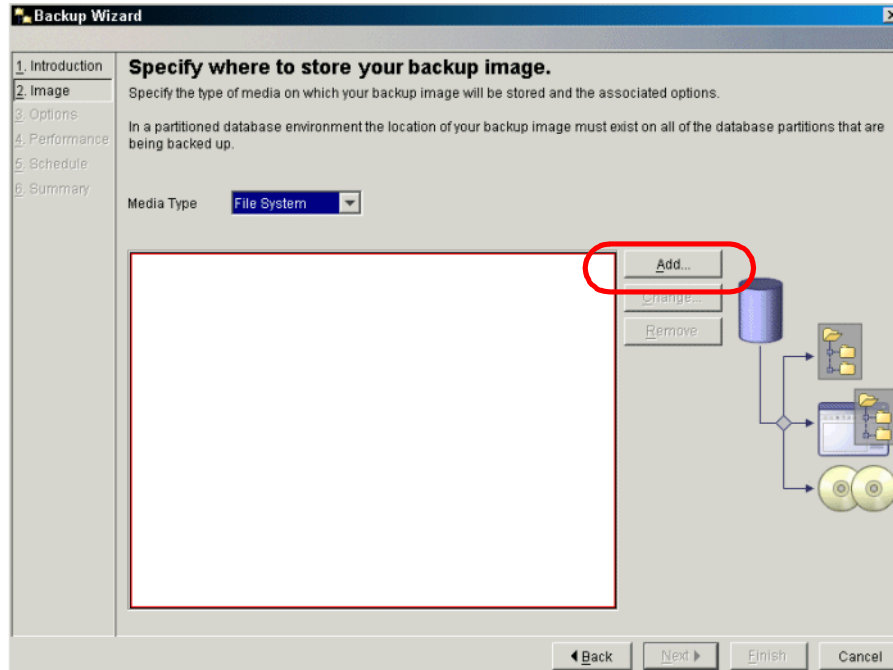 Backup Wizard
1. Introduction
2. Image
3. Options
4. Performance
5. Schedule
6. Summary
Specify where to store your backup image.
Specify the type of media on which your backup image will be stored and the associated options.
In a partitioned database environment the location of your backup image must exist on all of the database partitions that are
being backed up.
Media Type File System
Add...
Change...
Remove
Back Next Finish Cancel